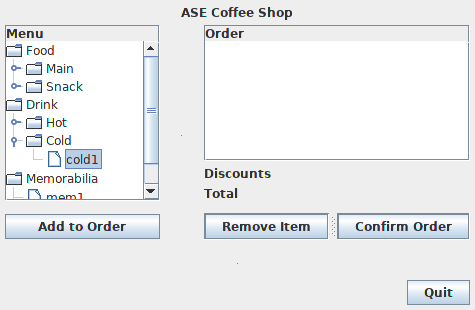 ASE Coffee Shop
Menu
Food
Main
Snack
Drink
Hot
Cold
cold1
Memorabilia
mem1
Add to Order
Order
Discounts
Total
Remove Item
Confirm Order
Quit